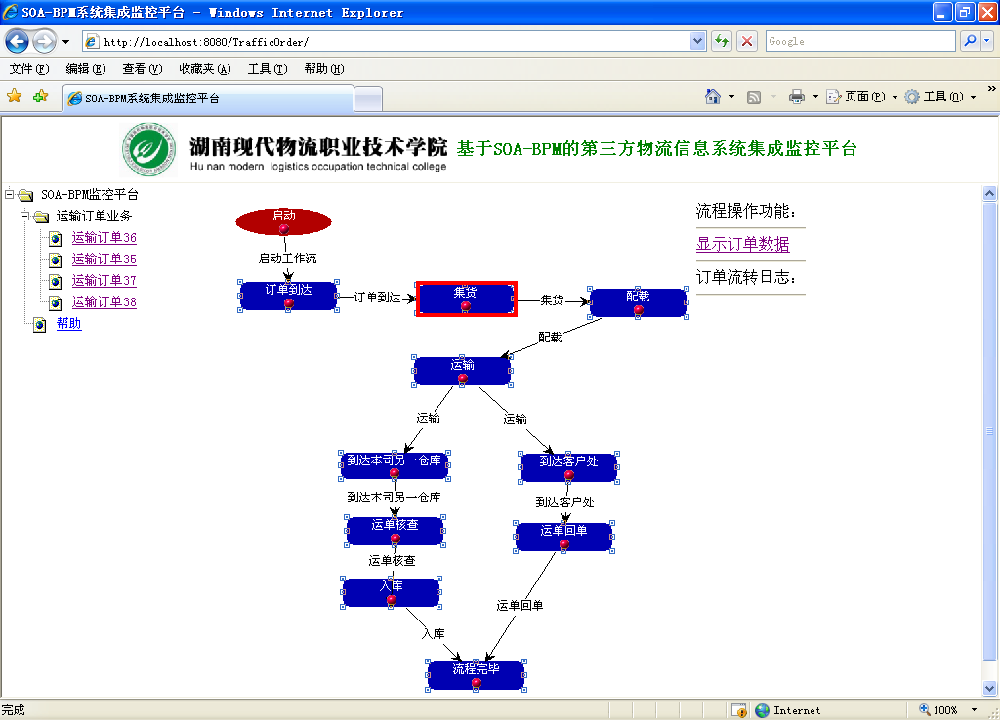 SOA-BPM系统集成监控平台 - Windows Internet Explorer
http://localhost:8080/TrafficOrder/
Google
文件(F) 编辑(E) 查看(V) 收藏夹(A) 工具(T) 帮助(H)
SOA-BPM系统集成监控平台
页面(P) 工具(O)
湖南现代物流职业技术学院 基于SOA-BPM的第三方物流信息系统集成监控平台
Hu nan modern logistics occupation technical college
SOA-BPM监控平台
运输订单业务
运输订单36
运输订单35
运输订单37
运输订单38
帮助
启动
启动工作流
订单到达
订单到达
集货
集货
配载
配载
运输
运输
运输
到达本司另一仓库
到达客户处
到达本司另一仓库
到达客户处
运单核查
运单回单
运单核查
入库
运单回单
入库
流程完毕
流程操作功能：
显示订单数据
订单流转日志：
完成
Internet
100%